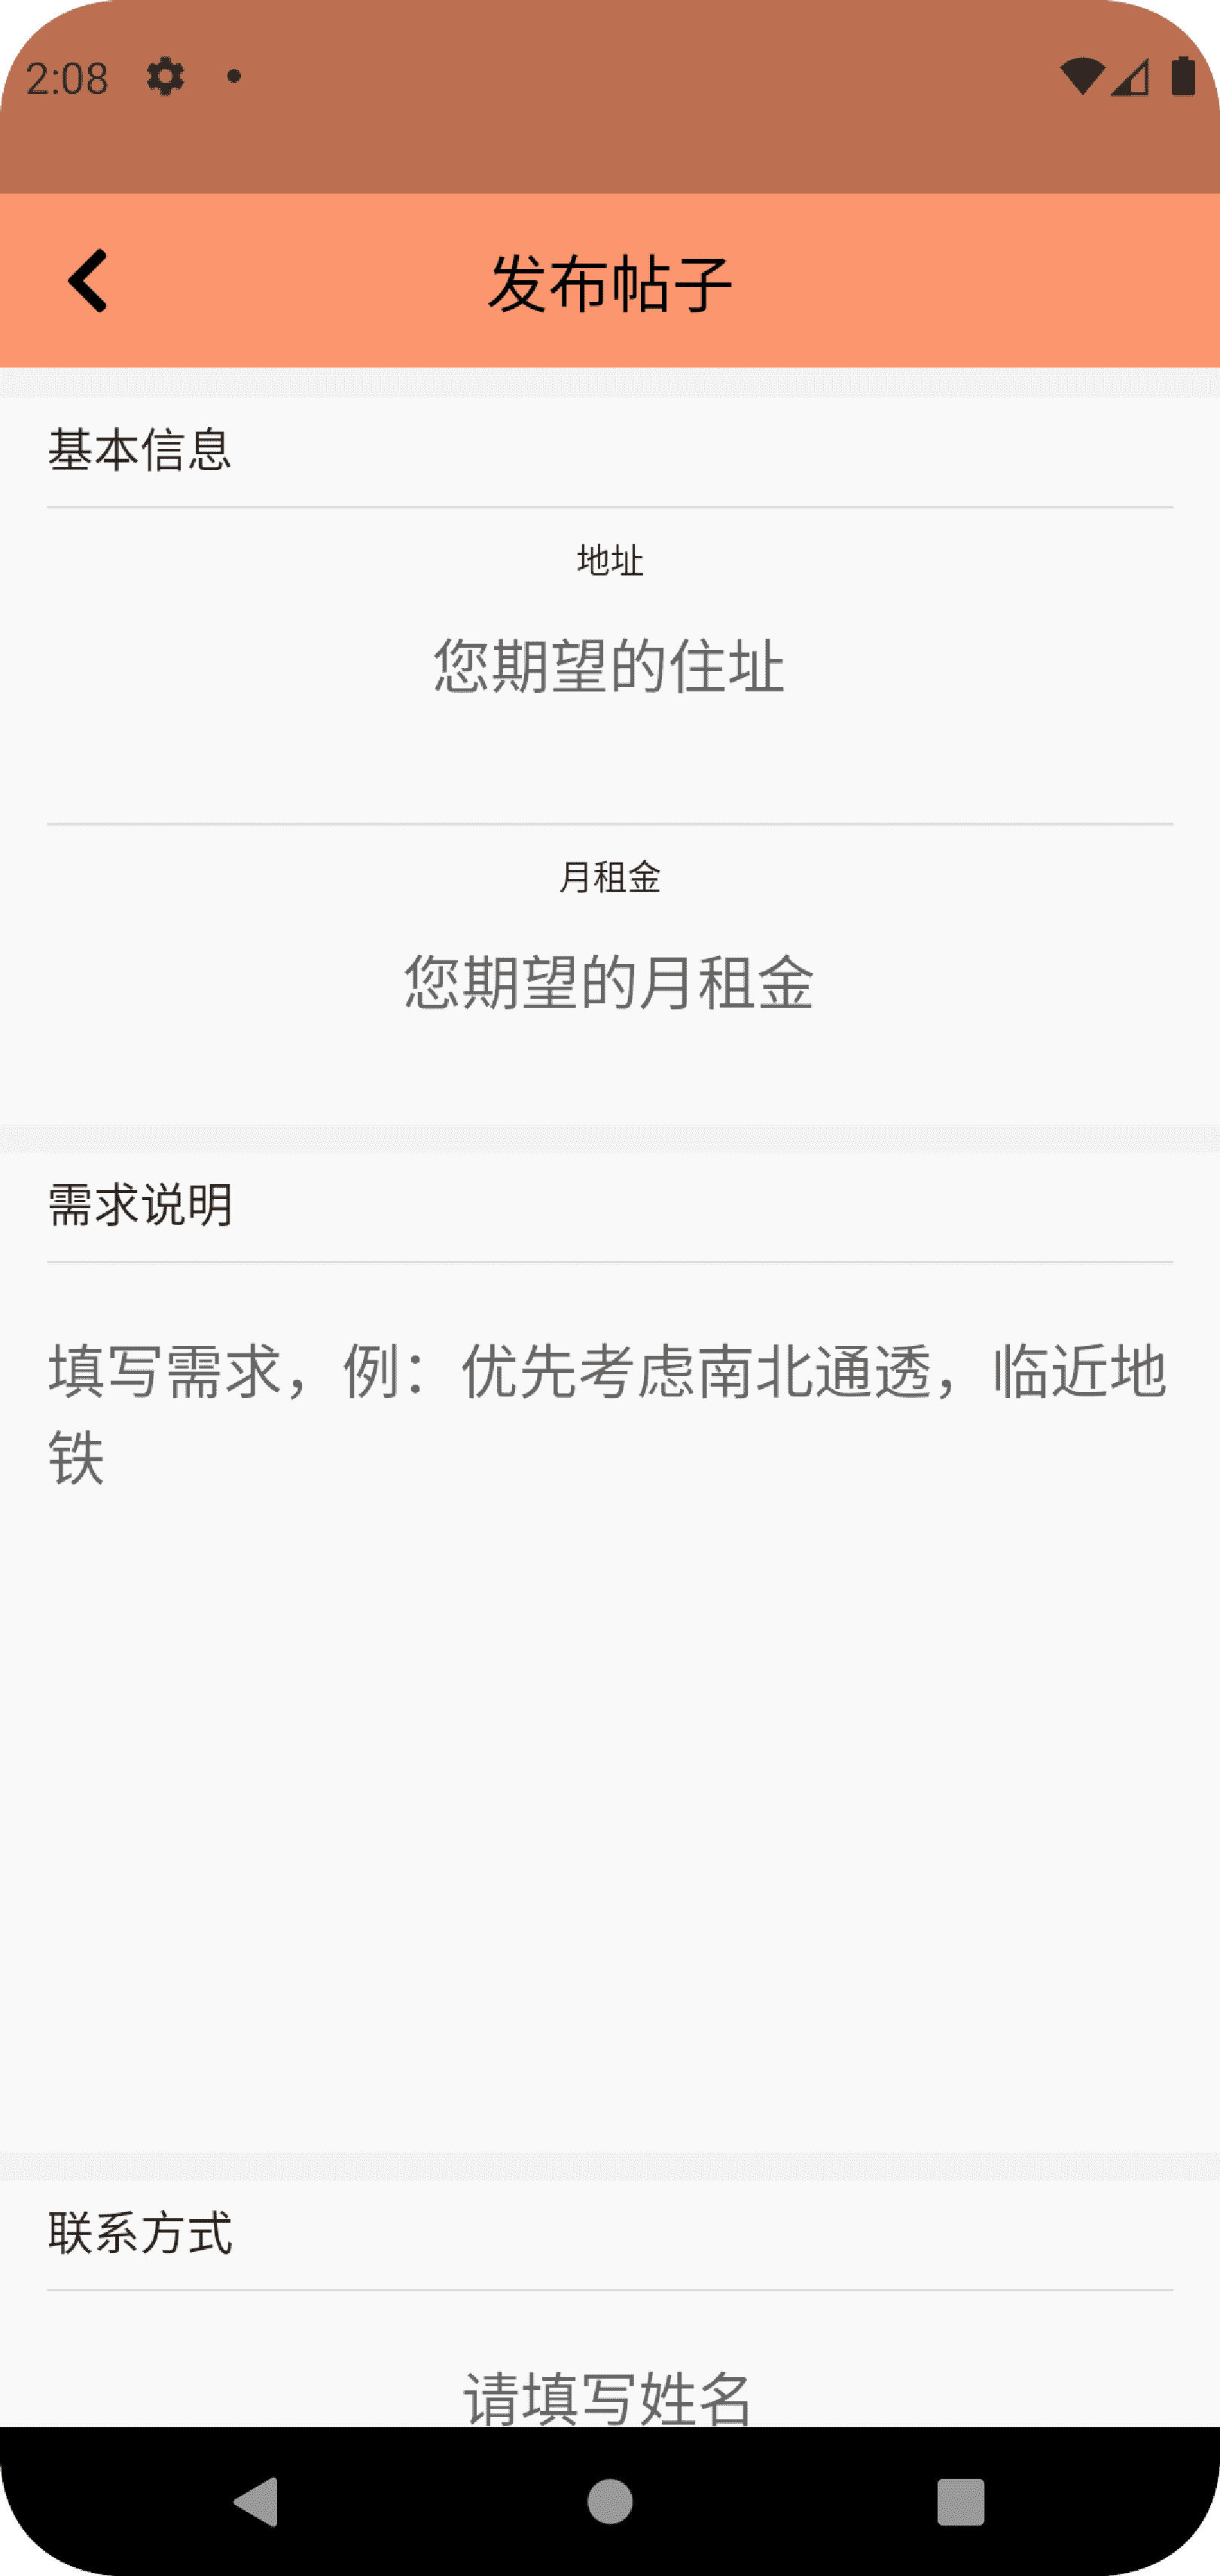 2:08
发布帖子
基本信息
地址
您期望的住址
月租金
您期望的月租金
需求说明
填写需求，例：优先考虑南北通透，临近地
铁
联系方式
请填写姓名